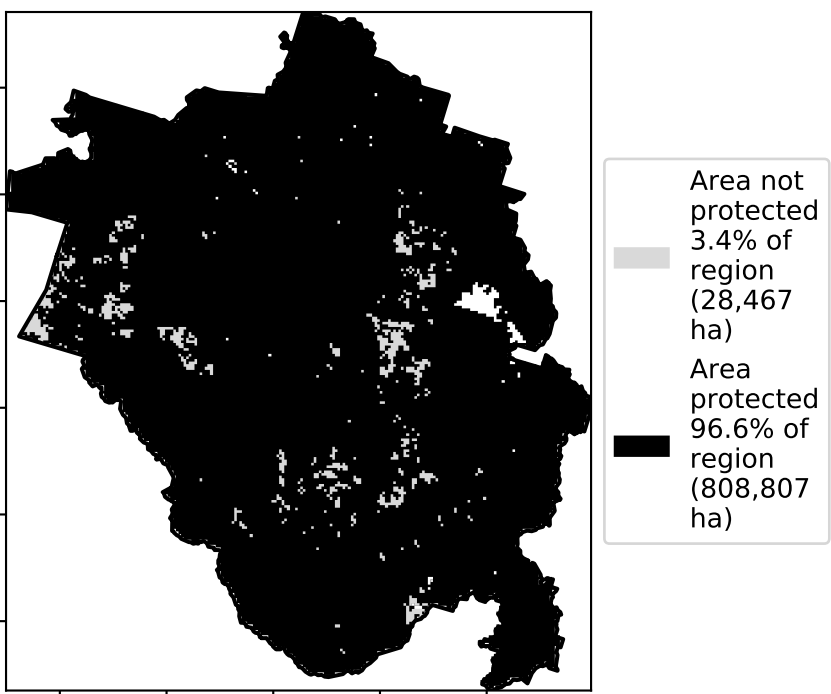 Area not
protected
3.4% of
region
(28,467
ha)
Area
protected
96.6% of
region
(808,807
ha)